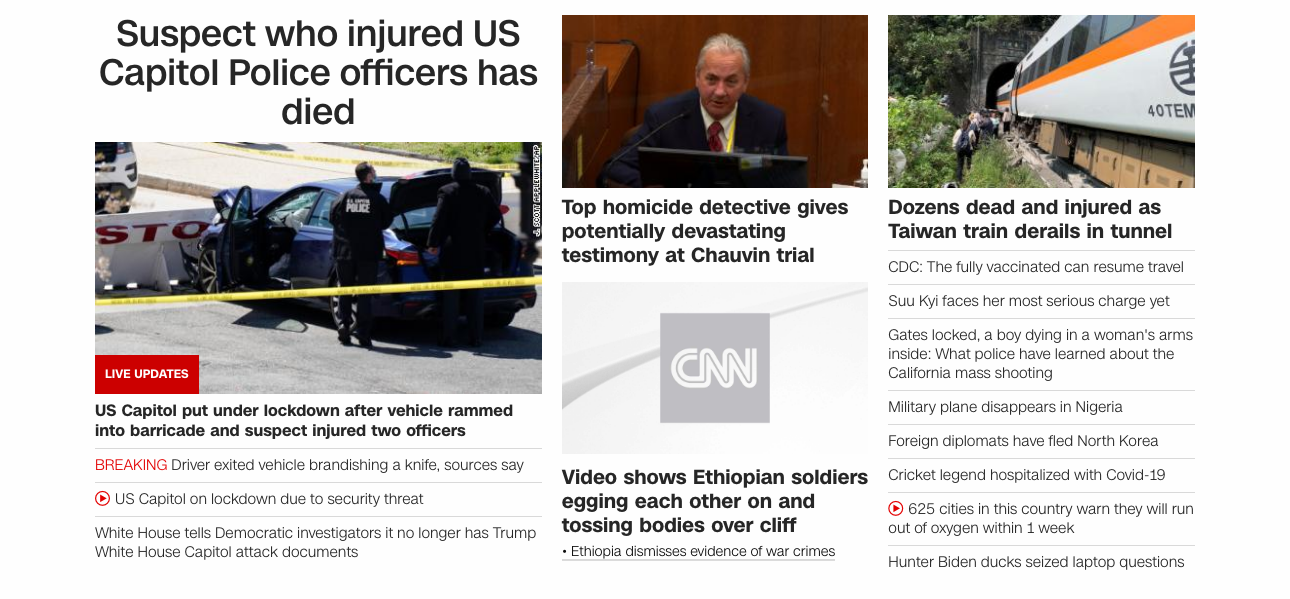 Suspect who injured US
Capitol Police officers has
died
J. SCOTT APPLEWHITE/AP
STO
U.S. CAPITOL
POLICE
LIVE UPDATES
US Capitol put under lockdown after vehicle rammed
into barricade and suspect injured two officers
BREAKING Driver exited vehicle brandishing a knife, sources say
US Capitol on lockdown due to security threat
White House tells Democratic investigators it no longer has Trump
White House Capitol attack documents
Top homicide detective gives
potentially devastating
testimony at Chauvin trial
CNN
Video shows Ethiopian soldiers
egging each other on and
tossing bodies over cliff
• Ethiopia dismisses evidence of war crimes
40TEM
Dozens dead and injured as
Taiwan train derails in tunnel
CDC: The fully vaccinated can resume travel
Suu Kyi faces her most serious charge yet
Gates locked, a boy dying in a woman's arms
inside: What police have learned about the
California mass shooting
Military plane disappears in Nigeria
Foreign diplomats have fled North Korea
Cricket legend hospitalized with Covid-19
625 cities in this country warn they will run
out of oxygen within 1 week
Hunter Biden ducks seized laptop questions